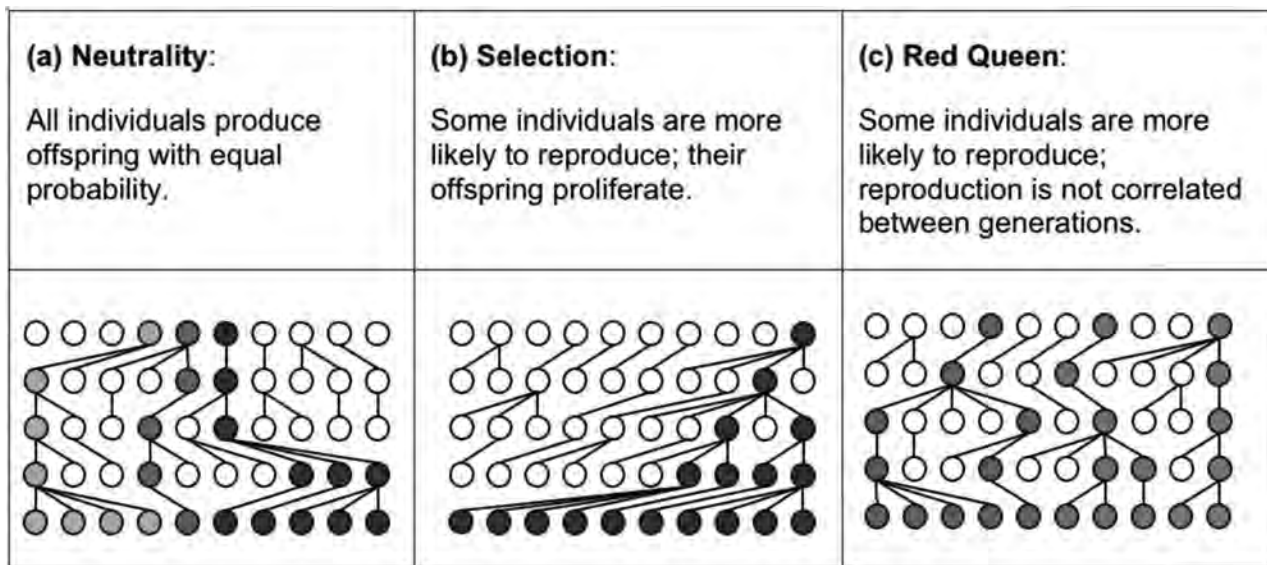 (a) Neutrality:
All individuals produce
offspring with equal
probability.
(b) Selection:
Some individuals are more
likely to reproduce; their
offspring proliferate.
(c) Red Queen:
Some individuals are more
likely to reproduce;
reproduction is not correlated
between generations.